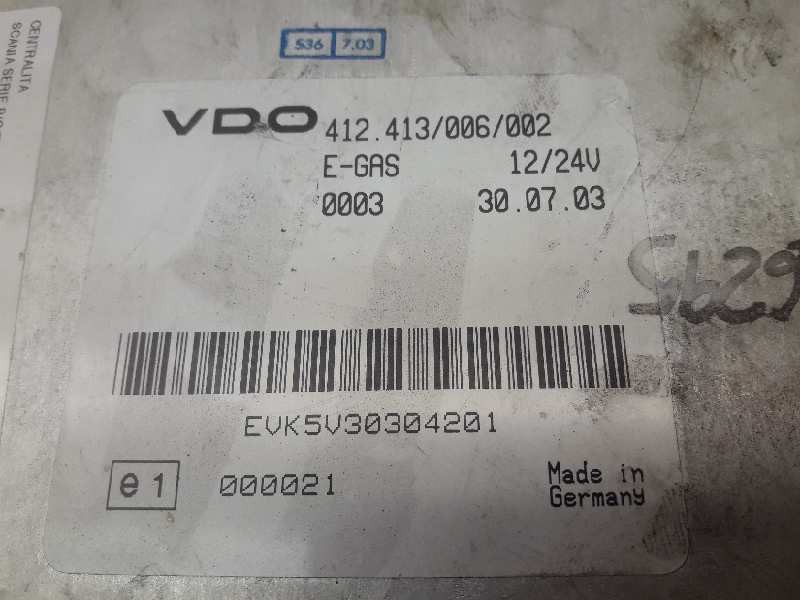 CENTRALITA
SCANIA SERIE
536 7.03
VDO 412.413/006/002
E-GAS 12/24V
0003 30.07.03
EVK5V30304201
e1 000021 Made in
Germany